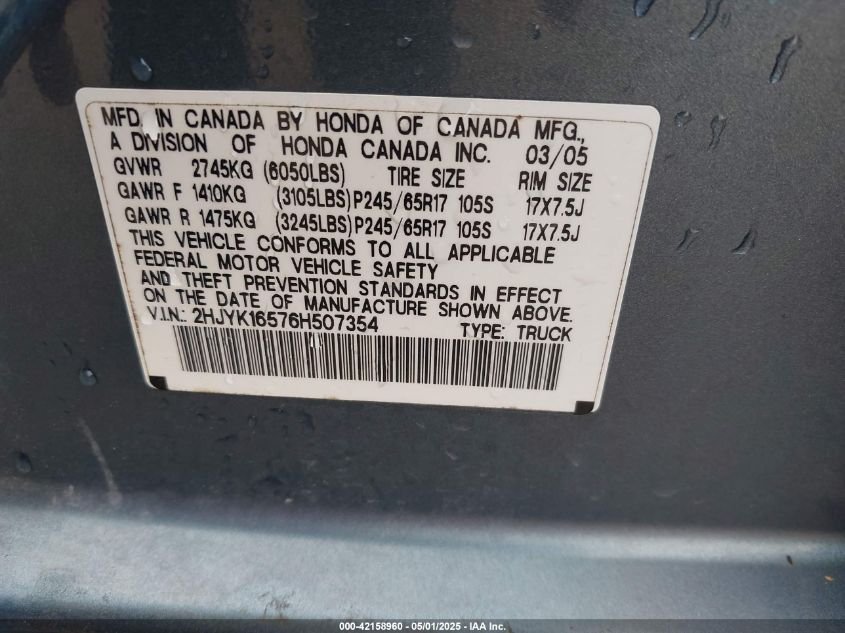 MFD. IN CANADA BY HONDA OF CANADA MFG.,
A DIVISION OF HONDA CANADA INC. 03/05
GVWR 2745KG (6050LBS) TIRE SIZE RIM SIZE
GAWR F 1410KG (3105LBS) P245/65R17 105S 17X7.5J
GAWR R 1475KG (3245LBS) P245/65R17 105S 17X7.5J
THIS VEHICLE CONFORMS TO ALL APPLICABLE
FEDERAL MOTOR VEHICLE SAFETY
AND THEFT PREVENTION STANDARDS IN EFFECT
ON THE DATE OF MANUFACTURE SHOWN ABOVE.
V.I.N.: 2HJYK16576H507354 TYPE: TRUCK
000-42158960 - 05/01/2025 - IAA Inc.